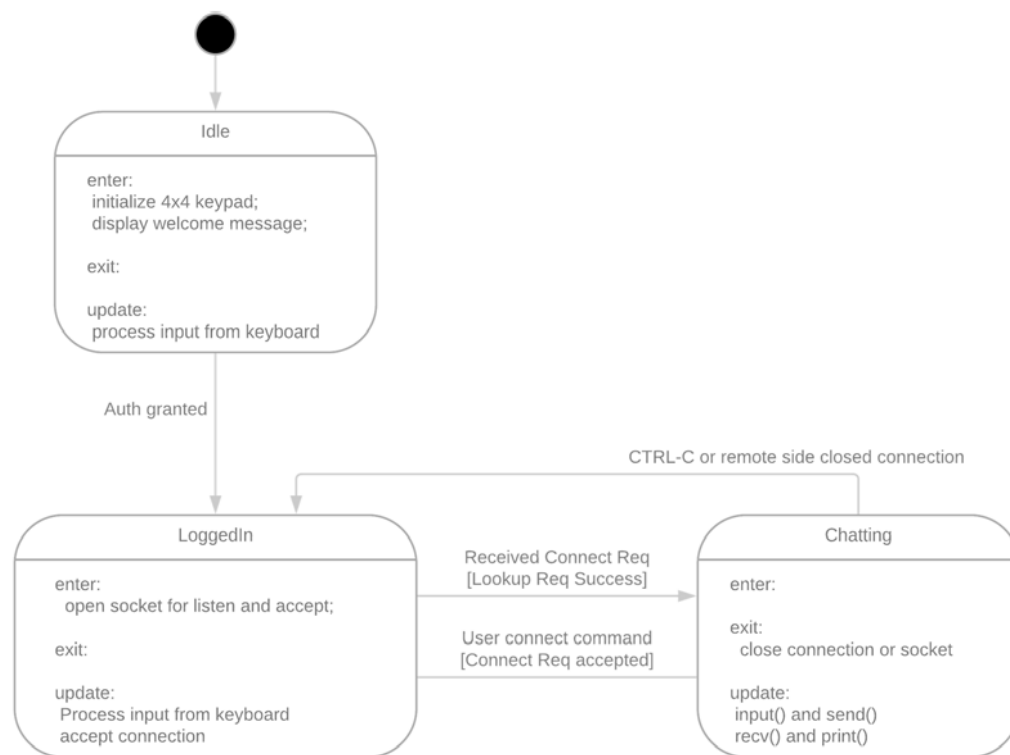 Idle
enter:
initialize 4x4 keypad;
display welcome message;
exit:
update:
process input from keyboard
Auth granted
CTRL-C or remote side closed connection
LoggedIn
enter:
open socket for listen and accept;
exit:
update:
Process input from keyboard
accept connection
Received Connect Req
[Lookup Req Success]
User connect command
[Connect Req accepted]
Chatting
enter:
exit:
close connection or socket
update:
input() and send()
recv() and print()